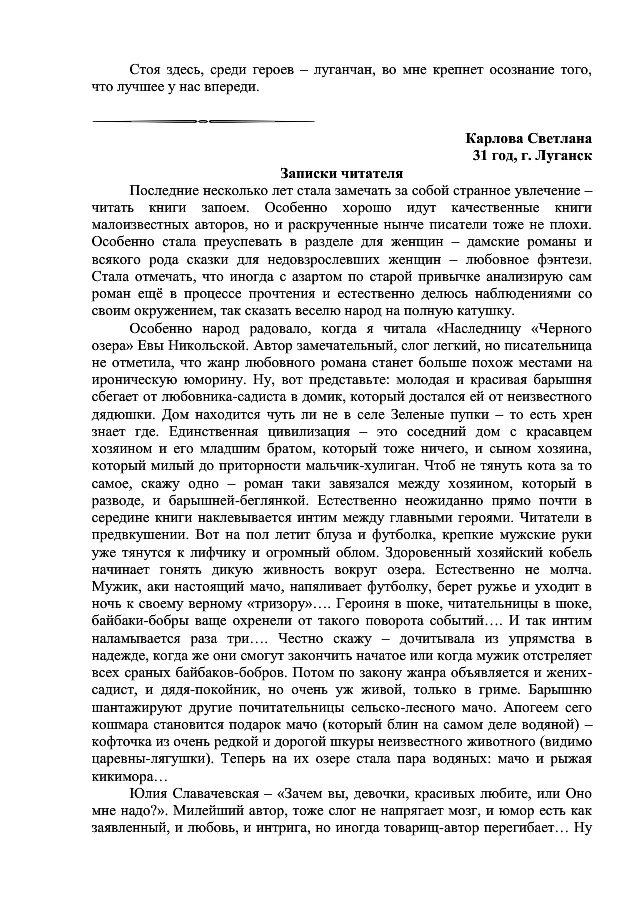 Стоя здесь, среди героев – луганчан, во мне крепнет осознание того,
что лучшее у нас впереди.
Карлова Светлана
31 год, г. Луганск
Записки читателя
Последние несколько лет стала замечать за собой странное увлечение –
читать книги запоем. Особенно хорошо идут качественные книги
малоизвестных авторов, но и раскрученные нынче писатели тоже не плохи.
Особенно стала преуспевать в разделе для женщин – дамские романы и
всякого рода сказки для недовзрослевших женщин – любовное фэнтези.
Стала отмечать, что иногда с азартом по старой привычке анализирую сам
роман ещё в процессе прочтения и естественно делюсь наблюдениями со
своим окружением, так сказать веселю народ на полную катушку.
Особенно народ радовало, когда я читала «Наследницу «Черного
озера» Евы Никольской. Автор замечательный, слог легкий, но писательница
не отметила, что жанр любовного романа станет больше похож местами на
ироническую юморину. Ну, вот представьте: молодая и красивая барышня
сбегает от любовника-садиста в домик, который достался ей от неизвестного
дядюшки. Дом находится чуть ли не в селе Зеленые пупки – то есть хрен
знает где. Единственная цивилизация – это соседний дом с красавцем
хозяином и его младшим братом, который тоже ничего, и сыном хозяина,
который милый до приторности мальчик-хулиган. Чтоб не тянуть кота за то
самое, скажу одно – роман таки завязался между хозяином, который в
разводе, и барышней-беглянкой. Естественно неожиданно прямо почти в
середине книги наклевывается интим между главными героями. Читатели в
предвкушении. Вот на пол летит блуза и футболка, крепкие мужские руки
уже тянутся к лифчику и огромный облом. Здоровенный хозяйский кобель
начинает гонять дикую живность вокруг озера. Естественно не молча.
Мужик, аки настоящий мачо, напяливает футболку, берет ружье и уходит в
ночь к своему верному «тризору»…. Героиня в шоке, читательницы в шоке,
байбаки-бобры ваще охренели от такого поворота событий…. И так интим
наламывается раза три…. Честно скажу – дочитывала из упрямства в
надежде, когда же они смогут закончить начатое или когда мужик отстреляет
всех сраных байбаков-бобров. Потом по закону жанра объявляется и жених-
садист, и дядя-покойник, но очень уж живой, только в гриме. Барышню
шантажируют другие почитательницы сельско-лесного мачо. Апогеем сего
кошмара становится подарок мачо (который блин на самом деле водяной) –
кофточка из очень редкой и дорогой шкуры неизвестного животного (видимо
царевны-лягушки). Теперь на их озере стала пара водяных: мачо и рыжая
кикимора…
Юлия Славачевская – «Зачем вы, девочки, красивых любите, или Оно
мне надо?». Милейший автор, тоже слог не напрягает мозг, и юмор есть как
заявленный, и любовь, и интрига, но иногда товарищ-автор перегибает… Ну